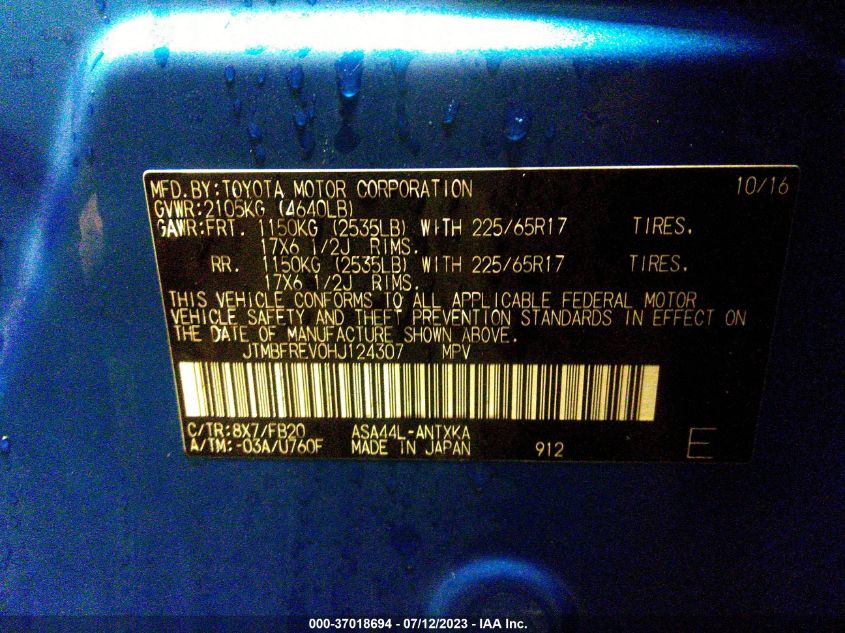 MFD.BY:TOYOTA MOTOR CORPORATION 10/16
GVWR:2105KG (4640LB)
GAWR:FRT. 1150KG (2535LB) WITH 225/65R17 TIRES.
17X6 1/2J RIMS.
RR. 1150KG (2535LB) WITH 225/65R17 TIRES.
17X6 1/2J RIMS.
THIS VEHICLE CONFORMS TO ALL APPLICABLE FEDERAL MOTOR
VEHICLE SAFETY AND THEFT PREVENTION STANDARDS IN EFFECT ON
THE DATE OF MANUFACTURE SHOWN ABOVE.
JTMBFREV0HJ124307 MPV
C/TR:8X7/FB20 ASA44L-ANTXKA
A/TM:-03A/U760F MADE IN JAPAN 912 E
000-37018694 - 07/12/2023 - IAA Inc.